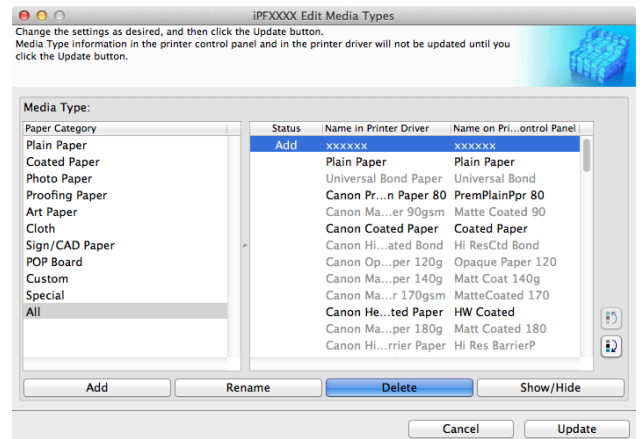 iPFXXXX Edit Media Types
Change the settings as desired, and then click the Update button.
Media Type information in the printer control panel and in the printer driver will not be updated until you
click the Update button.
Media Type:
Paper Category
Plain Paper
Coated Paper
Photo Paper
Proofing Paper
Art Paper
Cloth
Sign/CAD Paper
POP Board
Custom
Special
All
Status Name in Printer Driver Name on Pri...ontrol Panel
Add xxxxxx xxxxxx
Plain Paper Plain Paper
Universal Bond Paper Universal Bond
Canon Pr...n Paper 80 PremPlainPpr 80
Canon Ma...er 90gsm Matte Coated 90
Canon Coated Paper Coated Paper
Canon Hi...ated Bond Hi ResCtd Bond
Canon Op...per 120g Opaque Paper 120
Canon Ma...per 140g Matt Coat 140g
Canon Ma...r 170gsm MatteCoated 170
Canon He...ted Paper HW Coated
Canon Ma...per 180g Matt Coated 180
Canon Hi...rrier Paper Hi Res BarrierP
Add Rename Delete Show/Hide
Cancel Update